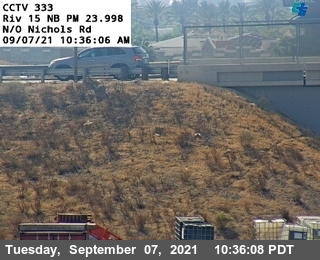 CCTV 333
Riv 15 NB PM 23.998
N/O Nichols Rd
09/07/21 10:36:06 AM
Tuesday, September 07, 2021 10:36:08 PDT